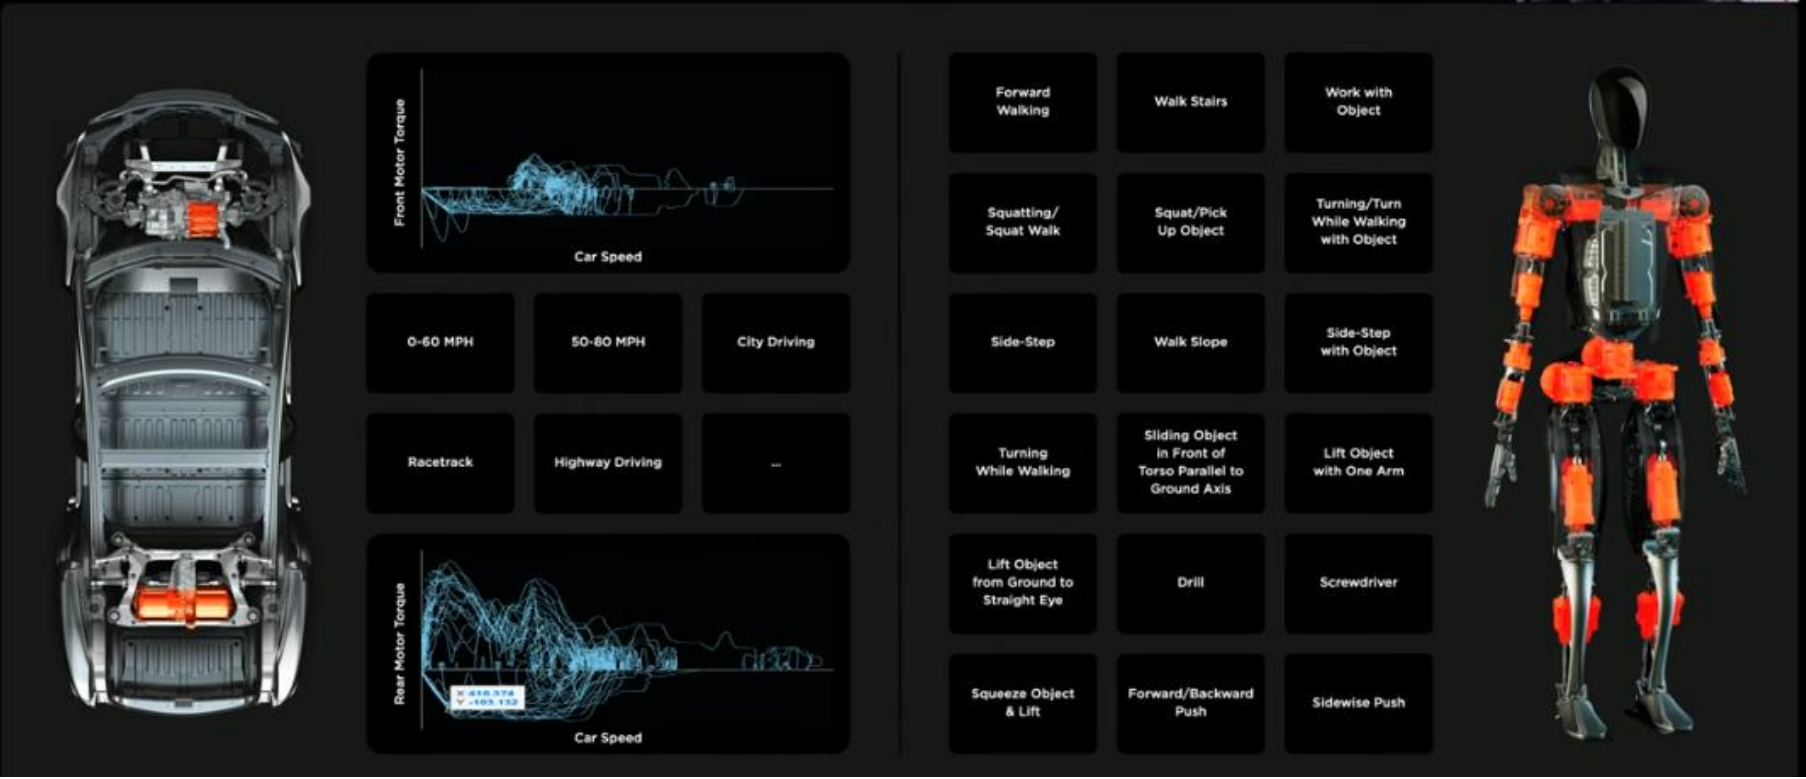 Front Motor Torque
Car Speed
0-60 MPH
50-80 MPH
City Driving
Racetrack
Highway Driving
...
Rear Motor Torque
X 418.374
Y -103.132
Car Speed
Forward
Walking
Walk Stairs
Work with
Object
Squatting/
Squat Walk
Squat/Pick
Up Object
Turning/Turn
While Walking
with Object
Side-Step
Walk Slope
Side-Step
with Object
Turning
While Walking
Sliding Object
in Front of
Torso Parallel to
Ground Axis
Lift Object
with One Arm
Lift Object
from Ground to
Straight Eye
Drill
Screwdriver
Squeeze Object
& Lift
Forward/Backward
Push
Sidewise Push